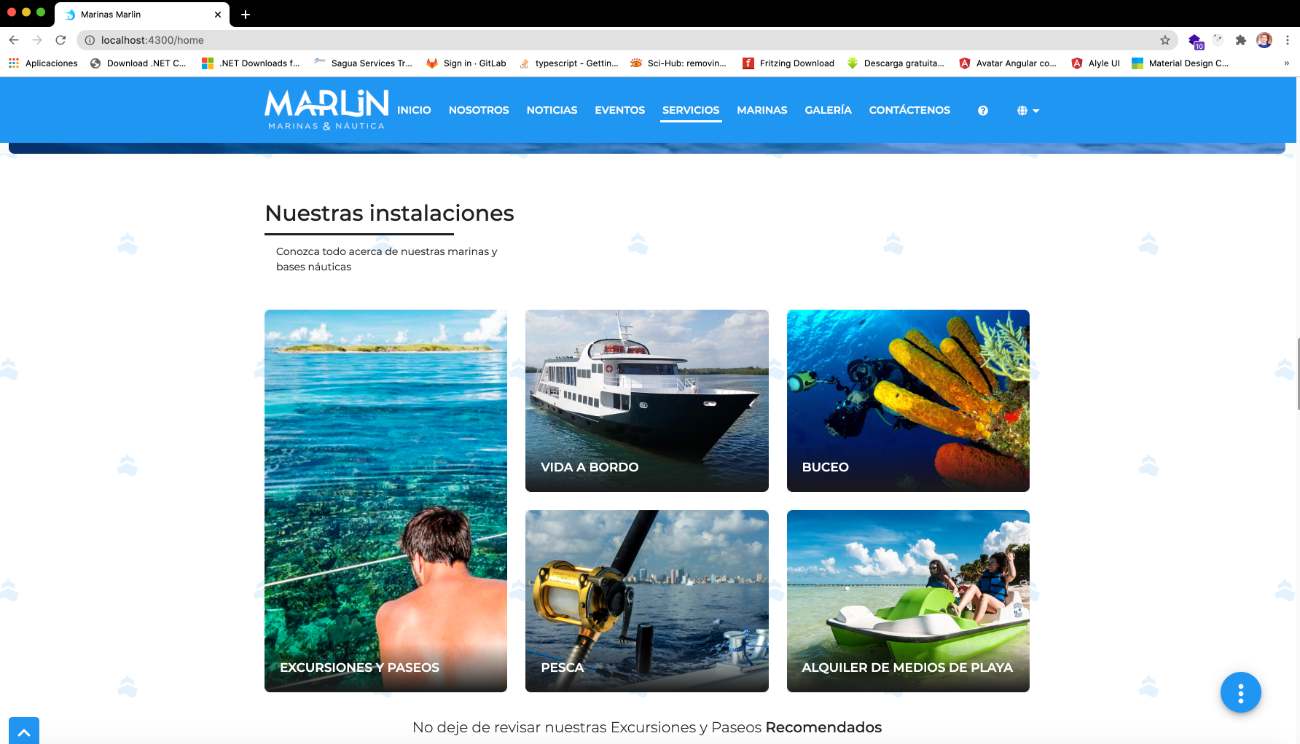 Marinas Marlin
localhost:4300/home
10
Aplicaciones
Download .NET C...
.NET Downloads f...
Sagua Services Tr...
Sign in · GitLab
typescript - Gettin...
Sci-Hub: removin...
Fritzing Download
Descarga gratuita...
Avatar Angular co...
Alyle UI
Material Design C...
»
MARLIN
MARINAS & NÁUTICA
INICIO
NOSOTROS
NOTICIAS
EVENTOS
SERVICIOS
MARINAS
GALERÍA
CONTÁCTENOS
?
Nuestras instalaciones
Conozca todo acerca de nuestras marinas y
bases náuticas
VIDA A BORDO
BUCEO
EXCURSIONES Y PASEOS
PESCA
ALQUILER DE MEDIOS DE PLAYA
No deje de revisar nuestras Excursiones y Paseos Recomendados